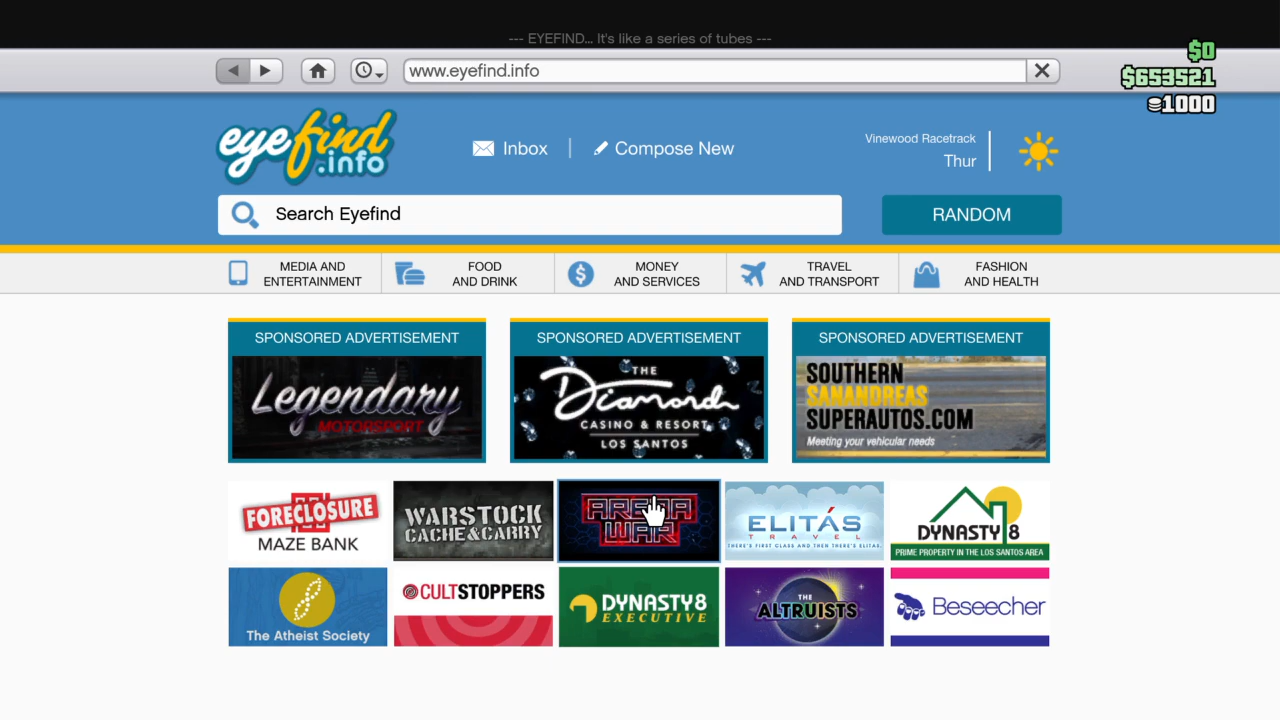 --- EYEFIND... It's like a series of tubes ---
$0
www.eyefind.info
$653521
1000
eyefind
.info
Inbox
Compose New
Vinewood Racetrack
Thur
Search Eyefind
RANDOM
MEDIA AND
ENTERTAINMENT
FOOD
AND DRINK
MONEY
AND SERVICES
TRAVEL
AND TRANSPORT
FASHION
AND HEALTH
SPONSORED ADVERTISEMENT
Legendary
MOTORSPORT
SPONSORED ADVERTISEMENT
THE
Diamond
CASINO & RESORT
LOS SANTOS
SPONSORED ADVERTISEMENT
SOUTHERN
SANANDREAS
SUPERAUTOS.COM
Meeting your vehicular needs
FORECLOSURE
MAZE BANK
WARSTOCK
CACHE&CARRY
ARENA
WAR
ELITÁS
TRAVEL
THERE'S FIRST CLASS AND THEN THERE'S ELITAS.
DYNASTY 8
PRIME PROPERTY IN THE LOS SANTOS AREA
The Atheist Society
CULTSTOPPERS
DYNASTY 8
EXECUTIVE
THE
ALTRUISTS
Beseecher